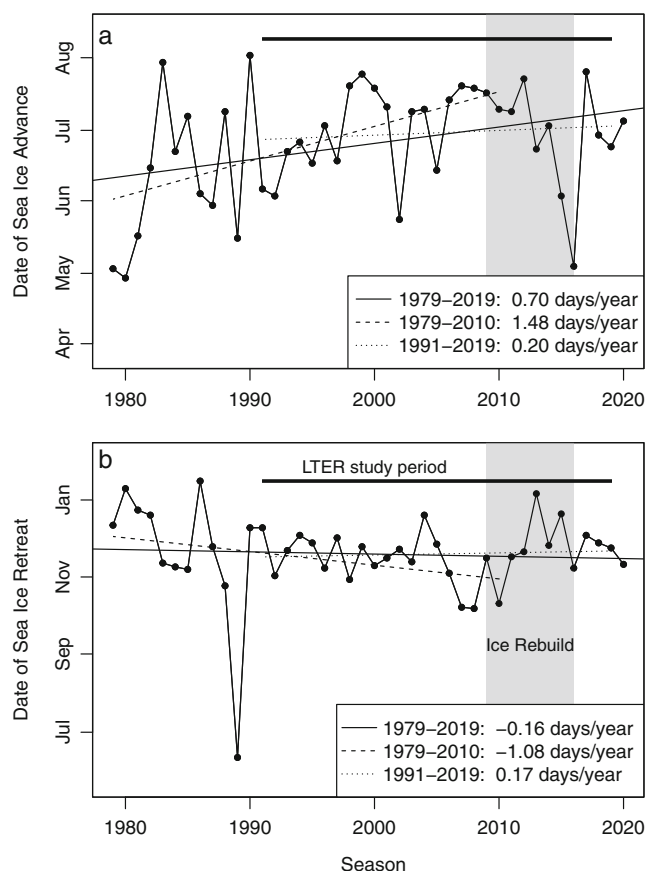 a
Date of Sea Ice Advance
Aug
Jul
Jun
May
Apr
1979−2019: 0.70 days/year
1979−2010: 1.48 days/year
1991−2019: 0.20 days/year
1980 1990 2000 2010 2020
b
LTER study period
Date of Sea Ice Retreat
Jan
Nov
Sep
Jul
Ice Rebuild
1979−2019: −0.16 days/year
1979−2010: −1.08 days/year
1991−2019: 0.17 days/year
1980 1990 2000 2010 2020
Season